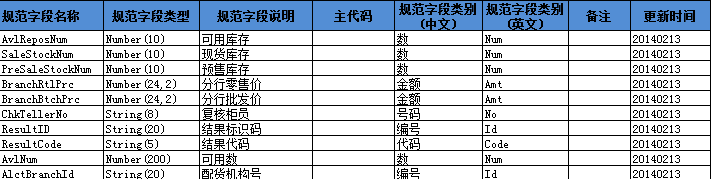 规范字段名称 规范字段类型 规范字段说明 主代码 规范字段类别(中文) 规范字段类别(英文) 备注 更新时间
AvlReposNum Number(10) 可用库存 数 Num 20140213
SaleStockNum Number(10) 现货库存 数 Num 20140213
PreSaleStockNum Number(10) 预售库存 数 Num 20140213
BranchRtlPrc Number(24,2) 分行零售价 金额 Amt 20140213
BranchBtchPrc Number(24,2) 分行批发价 金额 Amt 20140213
ChkTellerNo String(8) 复核柜员 号码 No 20140213
ResultID String(20) 结果标识码 编号 Id 20140213
ResultCode String(5) 结果代码 代码 Code 20140213
AvlNum Number(200) 可用数 数 Num 20140213
AlctBranchId String(20) 配货机构号 编号 Id 20140213